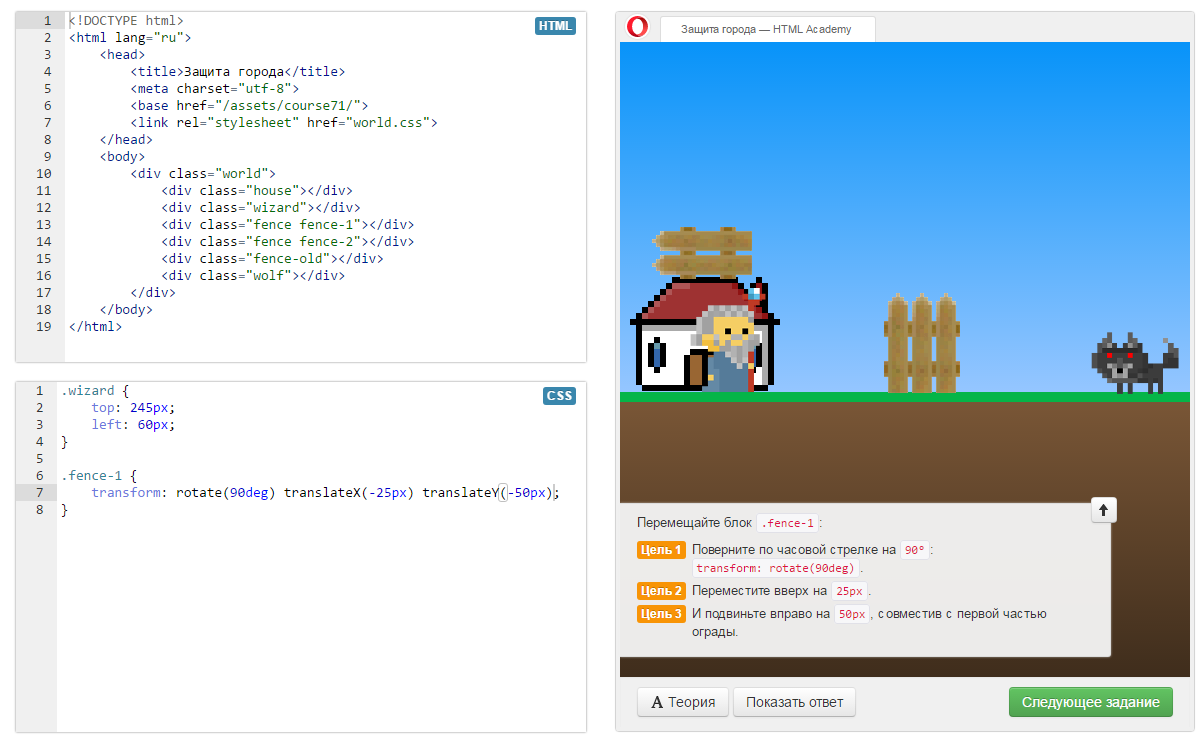 1 <!DOCTYPE html>
HTML
2 <html lang="ru">
3 <head>
4 <title>Защита города</title>
5 <meta charset="utf-8">
6 <base href="/assets/course71/">
7 <link rel="stylesheet" href="world.css">
8 </head>
9 <body>
10 <div class="world">
11 <div class="house"></div>
12 <div class="wizard"></div>
13 <div class="fence fence-1"></div>
14 <div class="fence fence-2"></div>
15 <div class="fence-old"></div>
16 <div class="wolf"></div>
17 </div>
18 </body>
19 </html>
1 .wizard {
CSS
2 top: 245px;
3 left: 60px;
4 }
5
6 .fence-1 {
7 transform: rotate(90deg) translateX(-25px) translateY(-50px);
8 }
Защита города — HTML Academy
Перемещайте блок .fence-1 :
Цель 1 Поверните по часовой стрелке на 90° :
transform: rotate(90deg) .
Цель 2 Переместите вверх на 25px .
Цель 3 И подвиньте вправо на 50px , совместив с первой частью
ограды.
A Теория
Показать ответ
Следующее задание